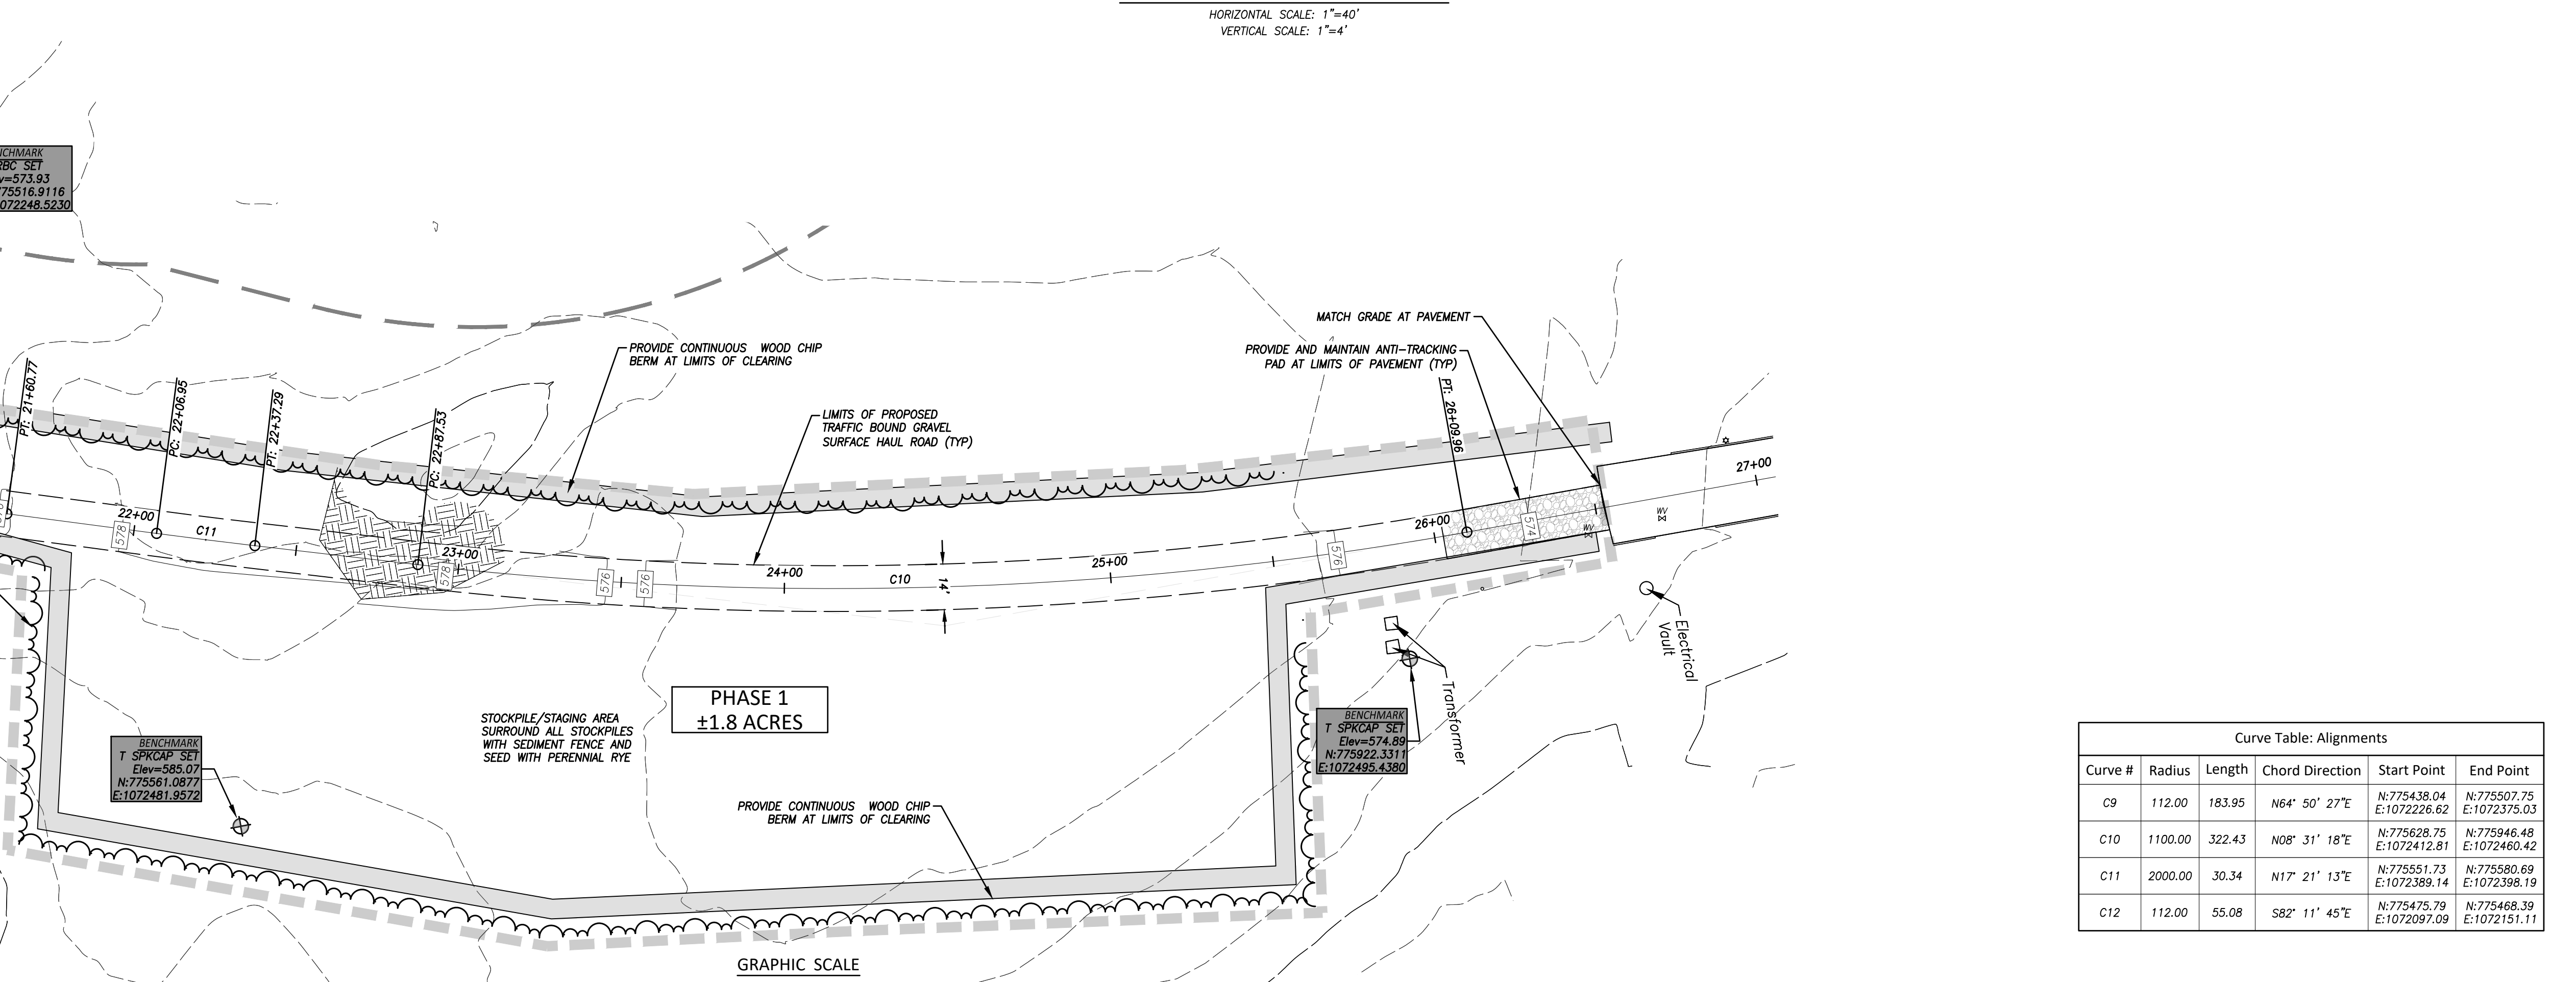 HORIZONTAL SCALE: 1"=40'
VERTICAL SCALE: 1"=4'
NCHMARK
RBC SET
v=573.93
75516.9116
072248.5230
MATCH GRADE AT PAVEMENT
PROVIDE CONTINUOUS WOOD CHIP
BERM AT LIMITS OF CLEARING
PROVIDE AND MAINTAIN ANTI-TRACKING
PAD AT LIMITS OF PAVEMENT (TYP)
PT: 21+60.77
PC: 22+06.95
PT: 22+37.29
PC: 22+87.53
LIMITS OF PROPOSED
TRAFFIC BOUND GRAVEL
SURFACE HAUL ROAD (TYP)
PT: 26+09.96
27+00
22+00
578
C11
23+00
578
576
576
24+00
C10
14'
25+00
576
26+00
574
WV
WV
Electrical
Vault
Transformer
PHASE 1
±1.8 ACRES
STOCKPILE/STAGING AREA
SURROUND ALL STOCKPILES
WITH SEDIMENT FENCE AND
SEED WITH PERENNIAL RYE
BENCHMARK
T SPKCAP SET
Elev=574.89
N:775922.3311
E:1072495.4380
BENCHMARK
T SPKCAP SET
Elev=585.07
N:775561.0877
E:1072481.9572
PROVIDE CONTINUOUS WOOD CHIP
BERM AT LIMITS OF CLEARING
GRAPHIC SCALE
Curve Table: Alignments
Curve # Radius Length Chord Direction Start Point End Point
C9 112.00 183.95 N64° 50' 27"E N:775438.04 E:1072226.62 N:775507.75 E:1072375.03
C10 1100.00 322.43 N08° 31' 18"E N:775628.75 E:1072412.81 N:775946.48 E:1072460.42
C11 2000.00 30.34 N17° 21' 13"E N:775551.73 E:1072389.14 N:775580.69 E:1072398.19
C12 112.00 55.08 S82° 11' 45"E N:775475.79 E:1072097.09 N:775468.39 E:1072151.11